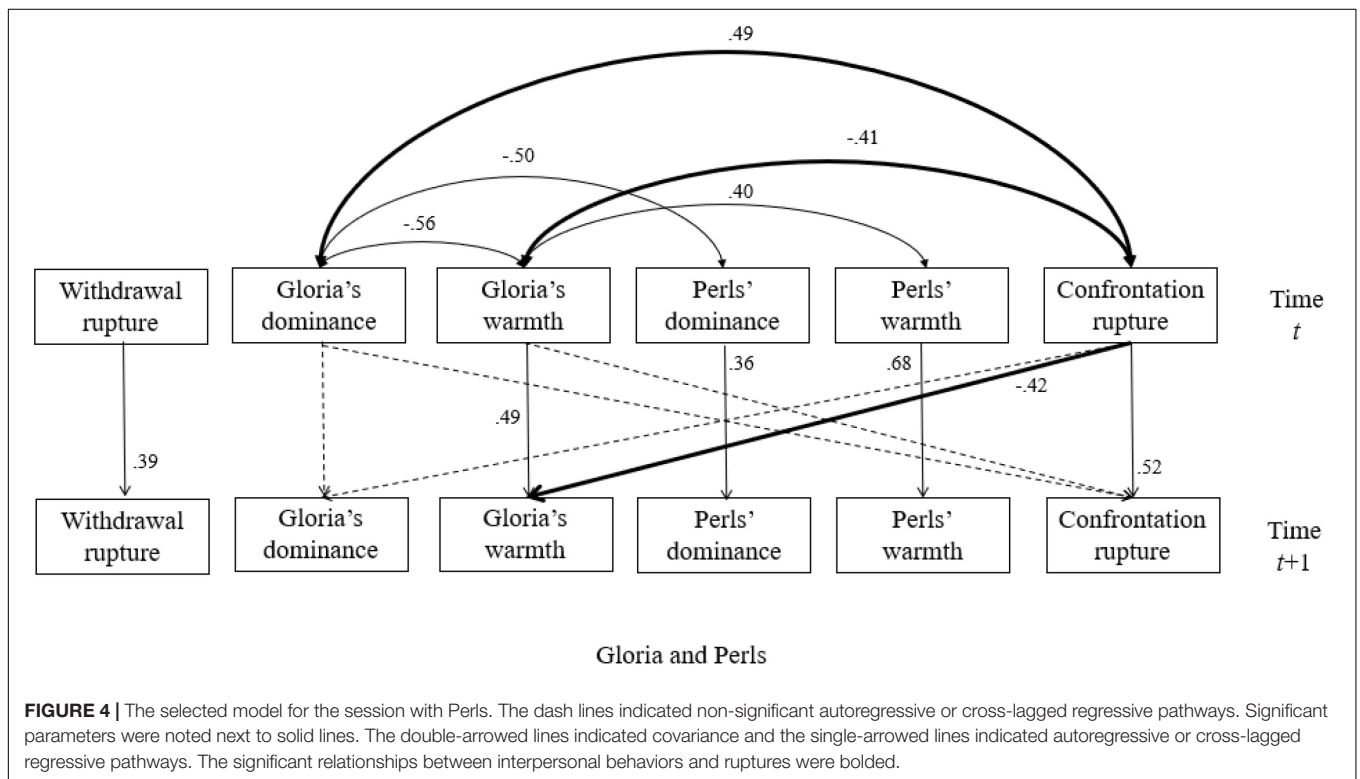 .49
-.41
-.50
.40
-.56
Withdrawal
rupture
Gloria's
dominance
Gloria's
warmth
Perls'
dominance
Perls'
warmth
Confrontation
rupture
Time
t
.36
.68
-.42
.49
.39
.52
Withdrawal
rupture
Gloria's
dominance
Gloria's
warmth
Perls'
dominance
Perls'
warmth
Confrontation
rupture
Time
t+1
Gloria and Perls
FIGURE 4 | The selected model for the session with Perls. The dash lines indicated non-significant autoregressive or cross-lagged regressive pathways. Significant
parameters were noted next to solid lines. The double-arrowed lines indicated covariance and the single-arrowed lines indicated autoregressive or cross-lagged
regressive pathways. The significant relationships between interpersonal behaviors and ruptures were bolded.